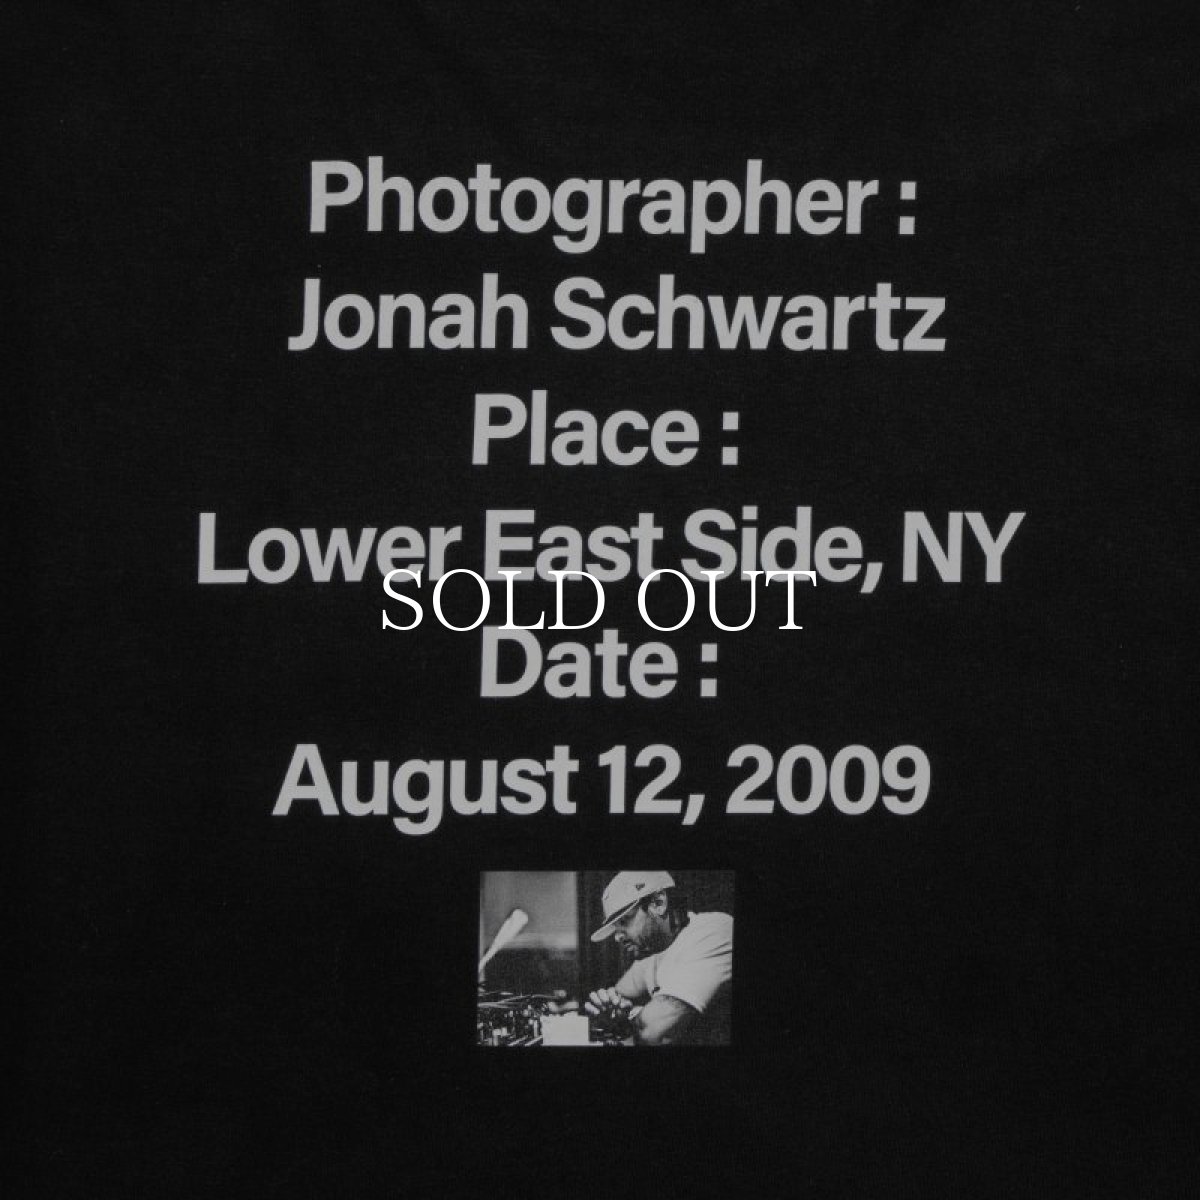 Photographer :
Jonah Schwartz
Place :
Lower East Side, NY
SOLD OUT
Date :
August 12, 2009